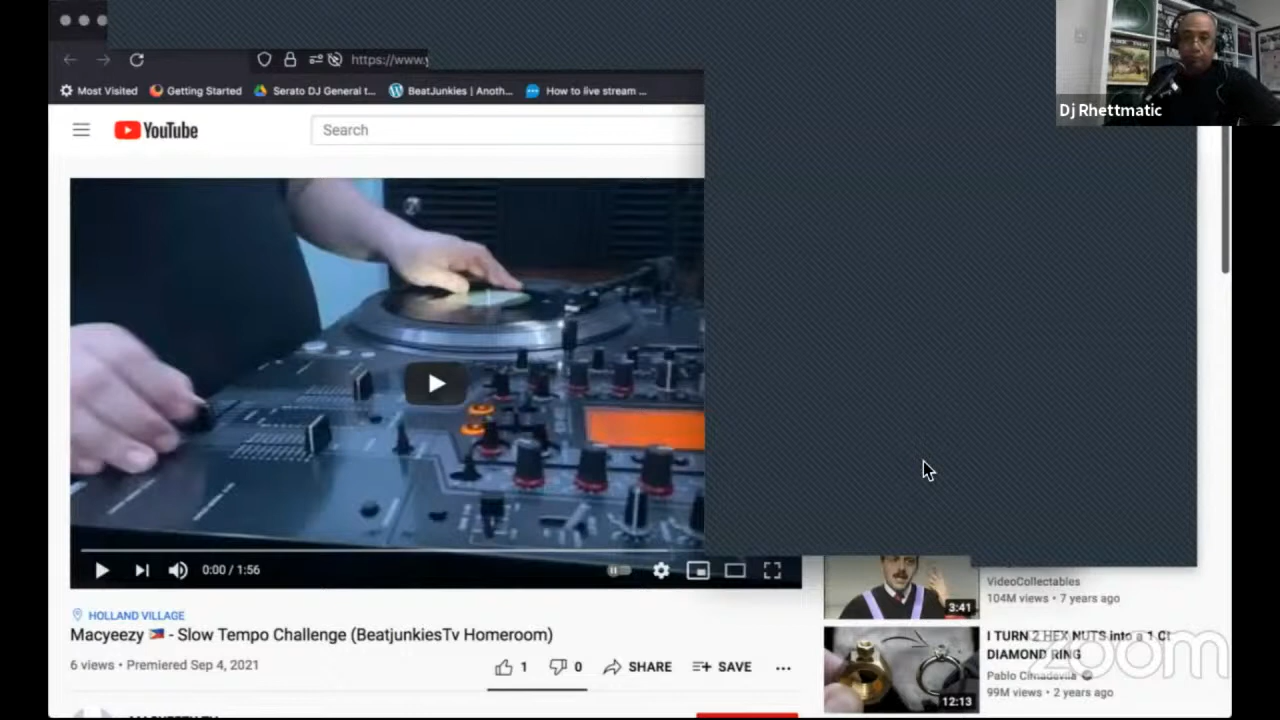 https://www.y
Most Visited
Getting Started
Serato DJ General t...
BeatJunkies | Anoth...
How to live stream ...
Dj Rhettmatic
YouTube
Search
0:00 / 1:56
HOLLAND VILLAGE
Macyeezy 🇵🇭 - Slow Tempo Challenge (BeatjunkiesTv Homeroom)
6 views • Premiered Sep 4, 2021
1
0
SHARE
SAVE
VideoCollectables
104M views • 7 years ago
3:41
I TURN 2 HEX NUTS into a 1 Ct
DIAMOND RING
Pablo Cimadevila
99M views • 2 years ago
12:13
zoom